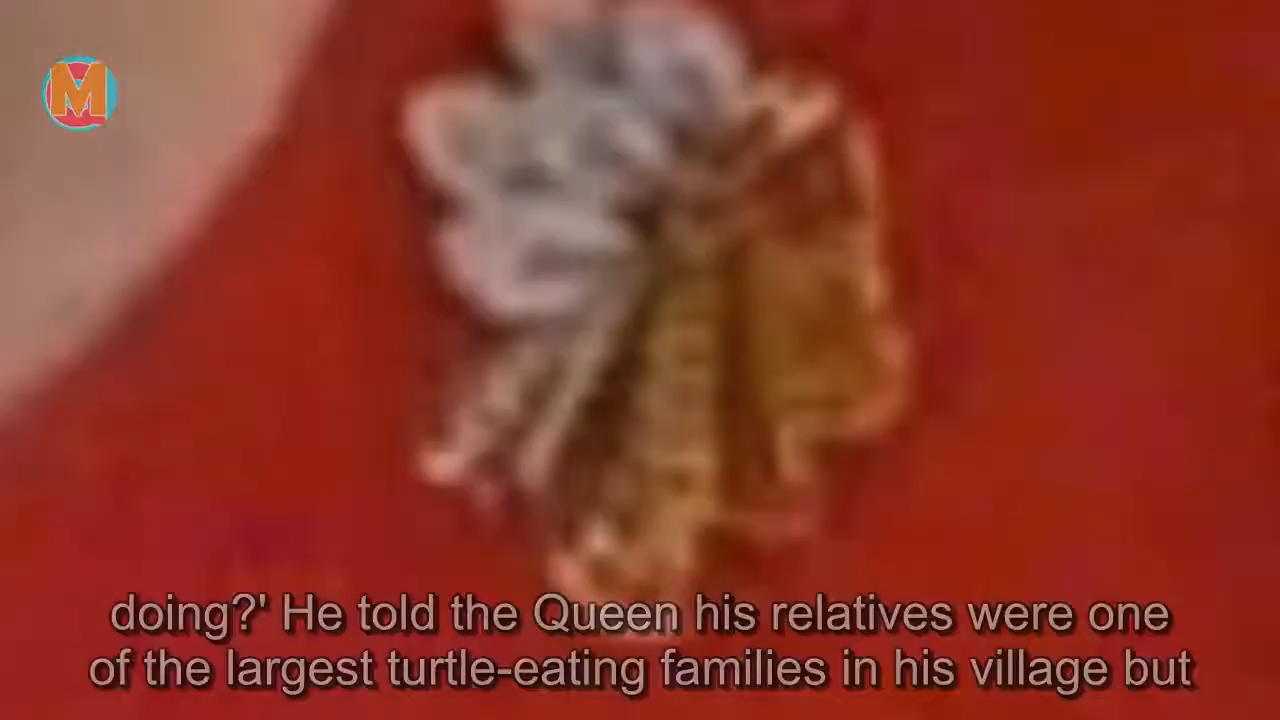 M
doing?' He told the Queen his relatives were one
of the largest turtle-eating families in his village but